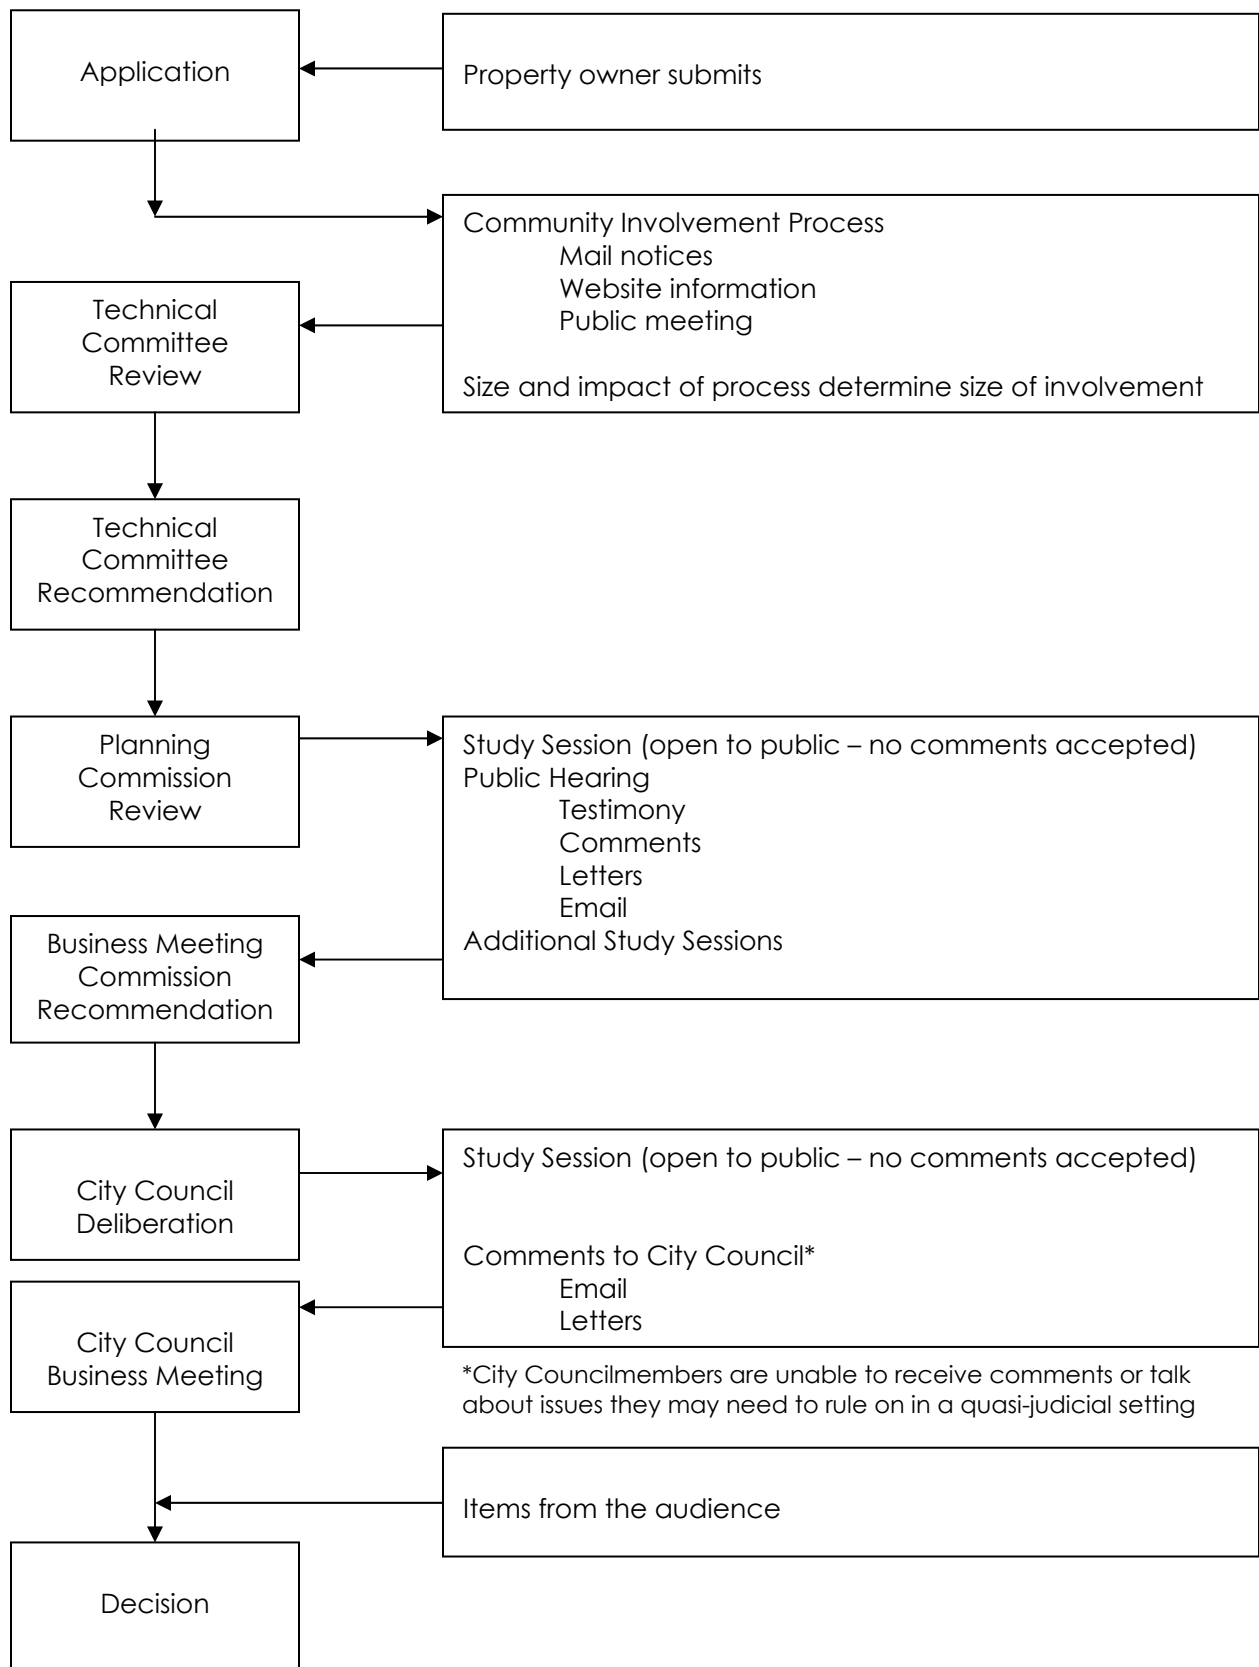 Application
Property owner submits
Community Involvement Process
Mail notices
Website information
Public meeting
Size and impact of process determine size of involvement
Technical
Committee
Review
Technical
Committee
Recommendation
Planning
Commission
Review
Study Session (open to public – no comments accepted)
Public Hearing
Testimony
Comments
Letters
Email
Additional Study Sessions
Business Meeting
Commission
Recommendation
City Council
Deliberation
Study Session (open to public – no comments accepted)
Comments to City Council*
Email
Letters
City Council
Business Meeting
*City Councilmembers are unable to receive comments or talk
about issues they may need to rule on in a quasi-judicial setting
Items from the audience
Decision